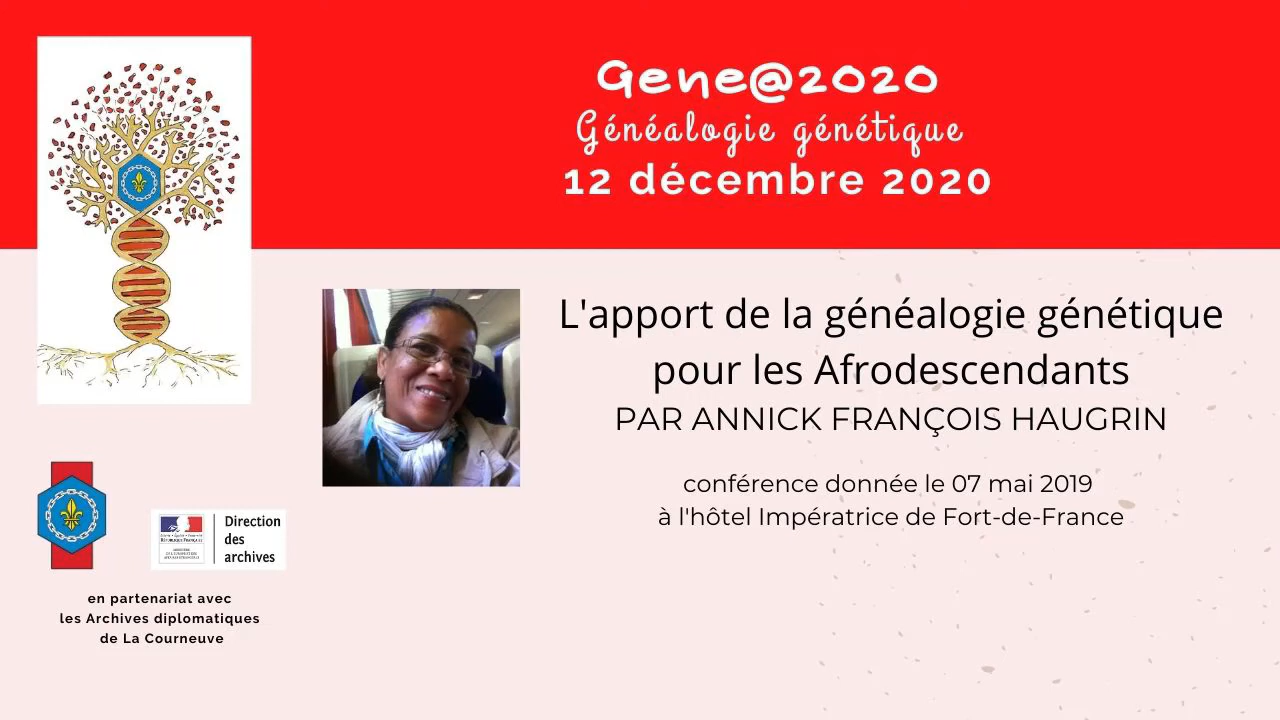 Gene@2020
Généalogie génétique
12 décembre 2020
L'apport de la généalogie génétique
pour les Afrodescendants
PAR ANNICK FRANÇOIS HAUGRIN
conférence donnée le 07 mai 2019
à l'hôtel Impératrice de Fort-de-France
Direction
des
archives
RÉPUBLIQUE FRANÇAISE
en partenariat avec
les Archives diplomatiques
de La Courneuve